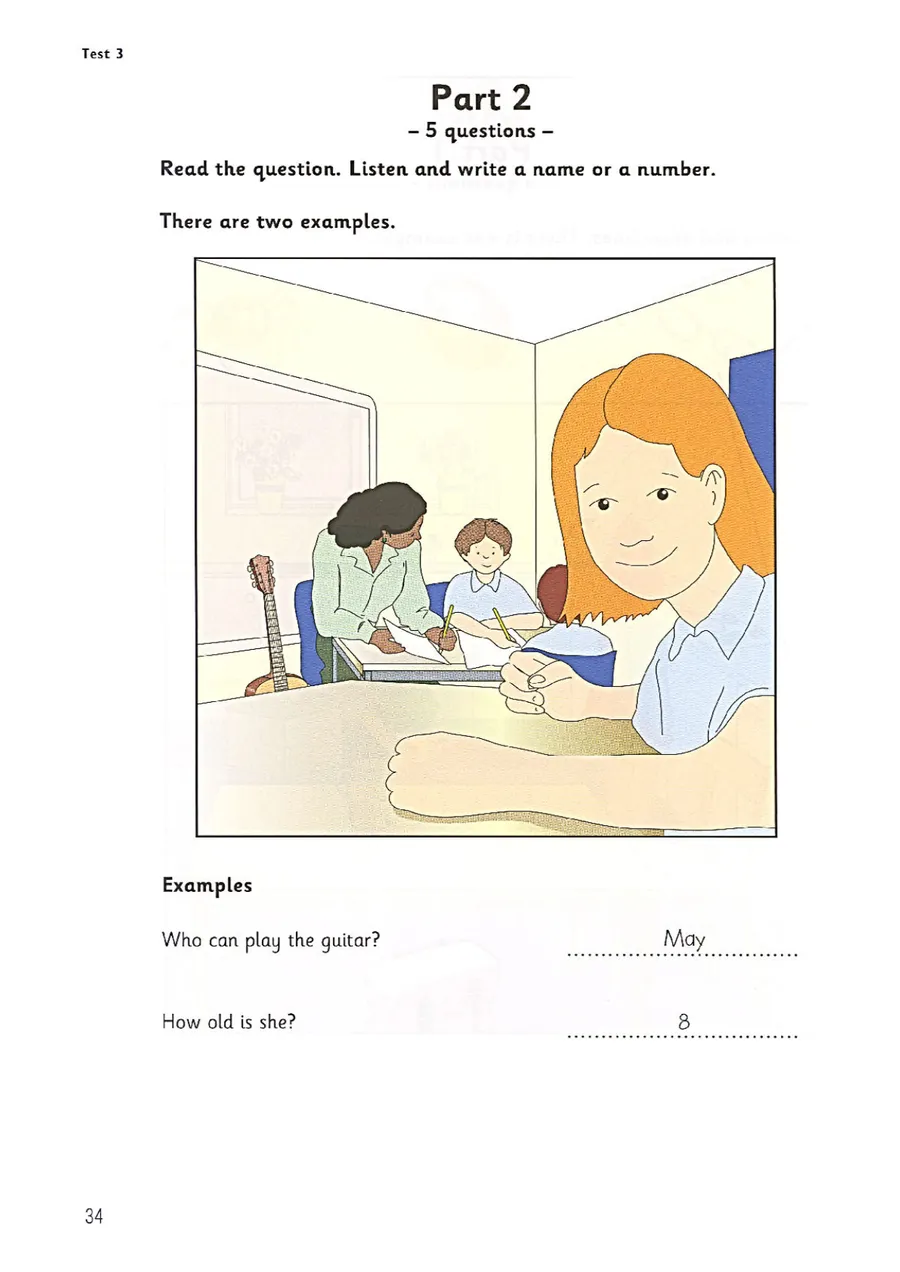 Test 3
Part 2
– 5 questions –
Read the question. Listen and write a name or a number.
There are two examples.
Examples
Who can play the guitar? May
How old is she? 8
34